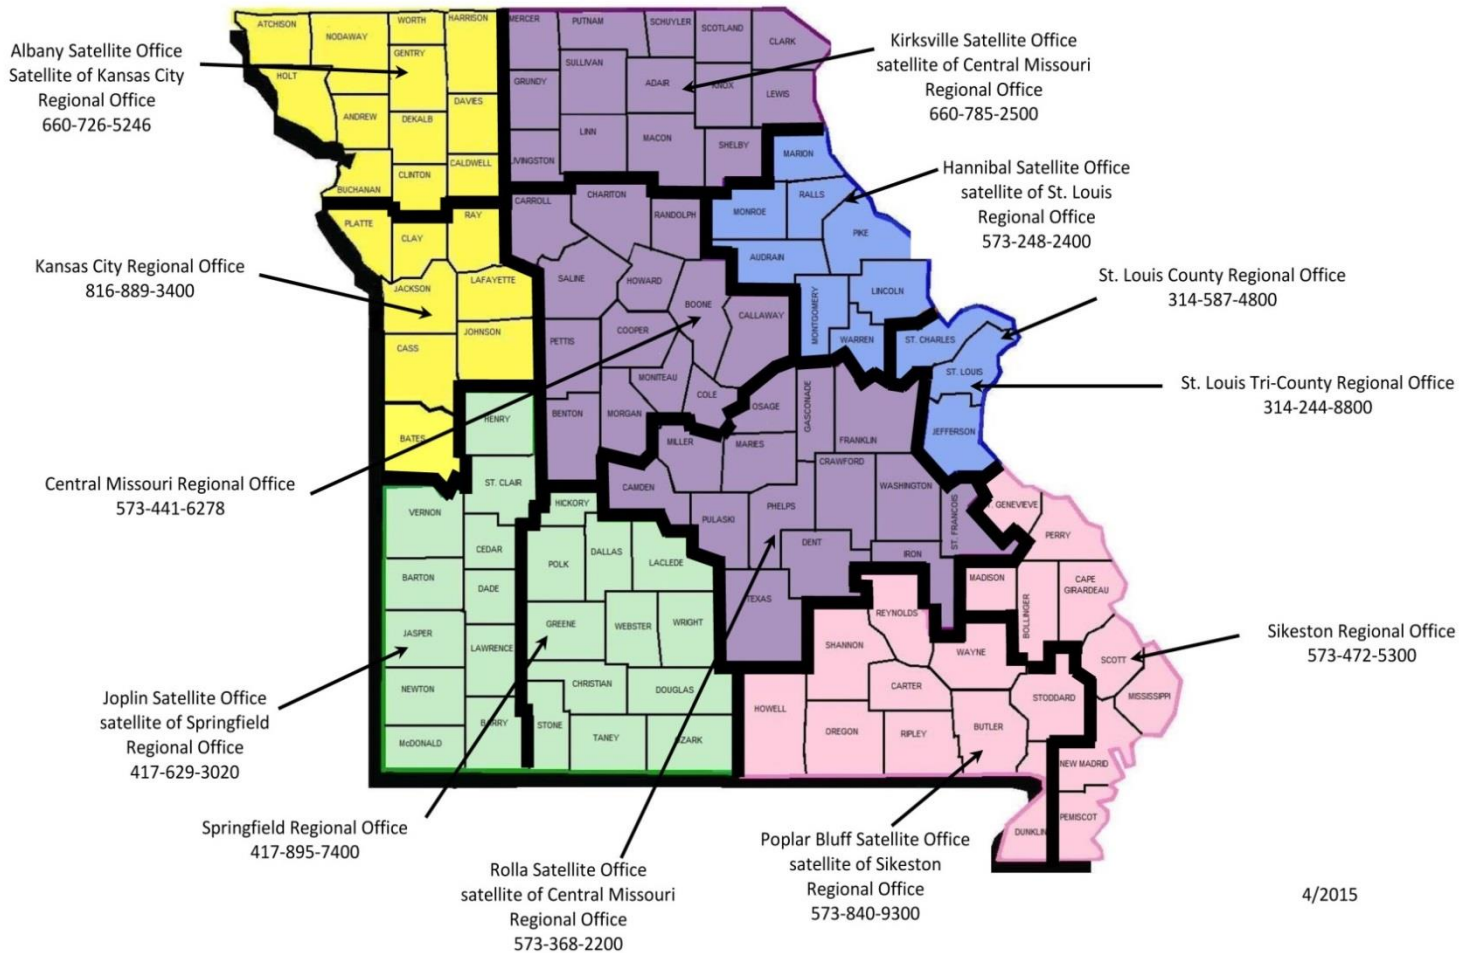 Albany Satellite Office
Satellite of Kansas City
Regional Office
660-726-5246
Kirksville Satellite Office
satellite of Central Missouri
Regional Office
660-785-2500
Hannibal Satellite Office
satellite of St. Louis
Regional Office
573-248-2400
Kansas City Regional Office
816-889-3400
St. Louis County Regional Office
314-587-4800
St. Louis Tri-County Regional Office
314-244-8800
Central Missouri Regional Office
573-441-6278
Sikeston Regional Office
573-472-5300
Joplin Satellite Office
satellite of Springfield
Regional Office
417-629-3020
Springfield Regional Office
417-895-7400
Rolla Satellite Office
satellite of Central Missouri
Regional Office
573-368-2200
Poplar Bluff Satellite Office
satellite of Sikeston
Regional Office
573-840-9300
4/2015
ATCHISON
NODAWAY
WORTH
HARRISON
GENTRY
HOLT
ANDREW
DEKALB
DAVIES
BUCHANAN
CLINTON
CALDWELL
PLATTE
CLAY
RAY
JACKSON
LAFAYETTE
CASS
JOHNSON
BATES
MERCER
PUTNAM
SCHUYLER
SCOTLAND
CLARK
SULLIVAN
GRUNDY
ADAIR
KNOX
LEWIS
LINN
MACON
SHELBY
IVINGSTON
CARROLL
CHARITON
RANDOLPH
SALINE
HOWARD
BOONE
CALLAWAY
PETTIS
COOPER
MONITEAU
COLE
BENTON
MORGAN
MARION
MONROE
RALLS
PIKE
AUDRAIN
MONTGOMERY
LINCOLN
WARREN
ST. CHARLES
ST. LOUIS
JEFFERSON
OSAGE
GASCONADE
FRANKLIN
MILLER
MARIES
CRAWFORD
WASHINGTON
ST. FRANCOIS
CAMDEN
PULASKI
PHELPS
DENT
IRON
TEXAS
HENRY
ST. CLAIR
VERNON
CEDAR
BARTON
DADE
JASPER
LAWRENCE
NEWTON
BARRY
McDONALD
HICKORY
POLK
DALLAS
LACLEDE
GREENE
WEBSTER
WRIGHT
CHRISTIAN
DOUGLAS
STONE
TANEY
OZARK
GENEVIEVE
PERRY
MADISON
BOLLINGER
CAPE
GIRARDEAU
REYNOLDS
SHANNON
WAYNE
SCOTT
CARTER
STODDARD
MISSISSIPPI
HOWELL
OREGON
RIPLEY
BUTLER
NEW MADRID
DUNKLIN
PEMISCOT